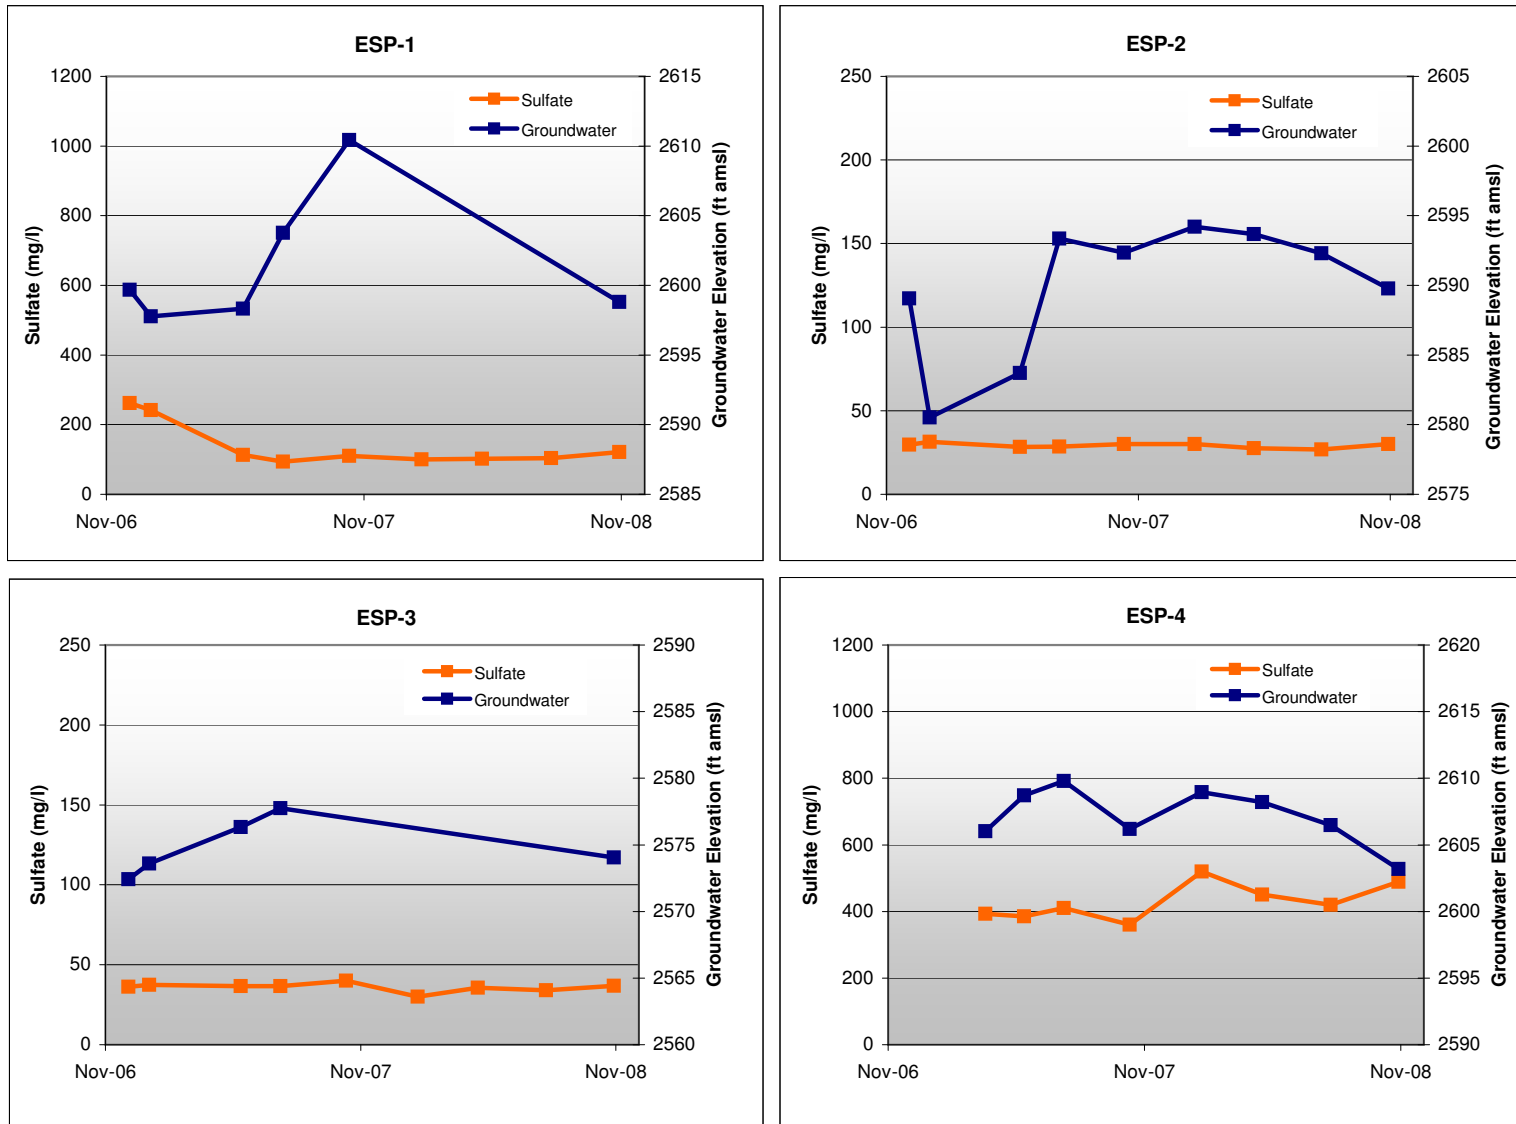 ESP-1
Sulfate
Groundwater
Sulfate (mg/l)
1200
1000
800
600
400
200
0
2615
2610
2605
2600
2595
2590
2585
Groundwater Elevation (ft amsl)
Nov-06 Nov-07 Nov-08
ESP-2
Sulfate
Groundwater
Sulfate (mg/l)
250
200
150
100
50
0
2605
2600
2595
2590
2585
2580
2575
Groundwater Elevation (ft amsl)
Nov-06 Nov-07 Nov-08
ESP-3
Sulfate
Groundwater
Sulfate (mg/l)
250
200
150
100
50
0
2590
2585
2580
2575
2570
2565
2560
Groundwater Elevation (ft amsl)
Nov-06 Nov-07 Nov-08
ESP-4
Sulfate
Groundwater
Sulfate (mg/l)
1200
1000
800
600
400
200
0
2620
2615
2610
2605
2600
2595
2590
Groundwater Elevation (ft amsl)
Nov-06 Nov-07 Nov-08